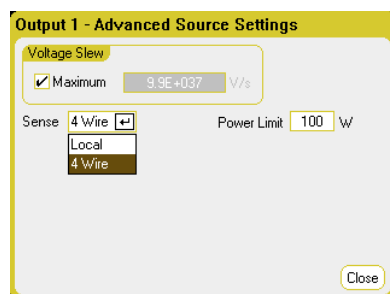 Output 1 - Advanced Source Settings
Voltage Slew
Maximum 9.9E+037 V/s
Sense 4 Wire Power Limit 100 W
Local
4 Wire
Close